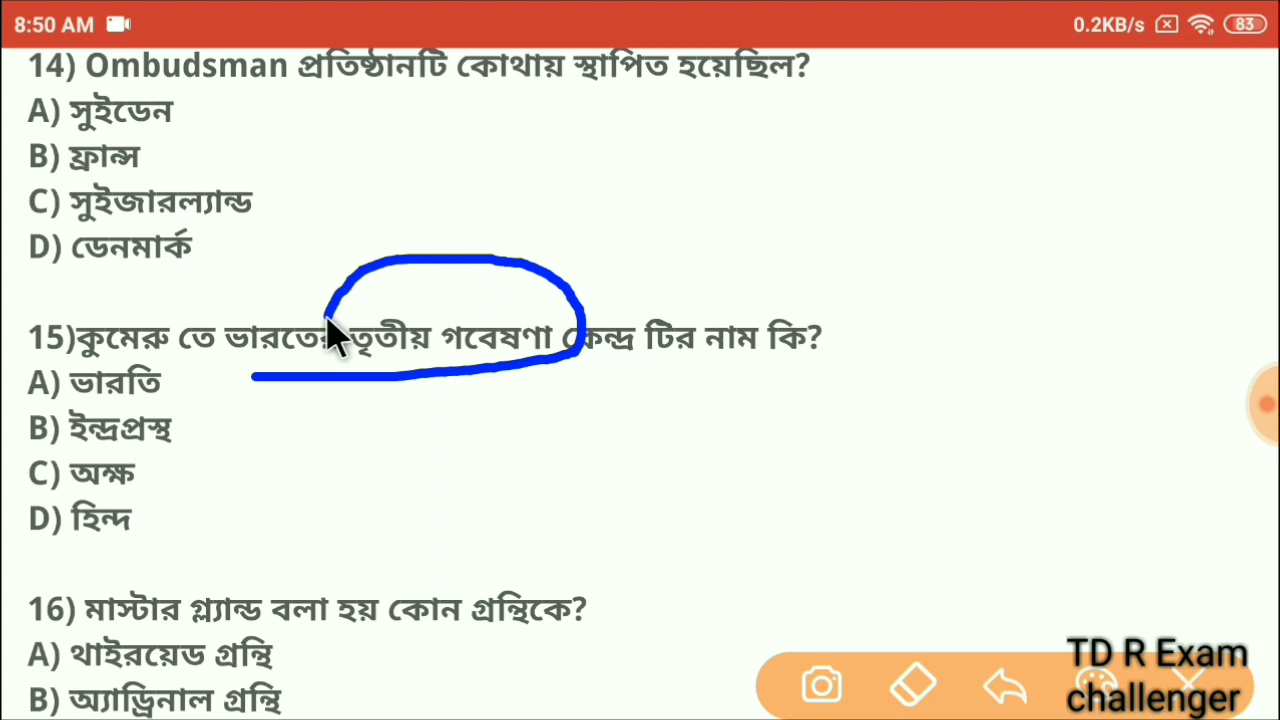 8:50 AM
0.2KB/s
83
14) Ombudsman প্রতিষ্ঠানটি কোথায় স্থাপিত হয়েছিল?
A) সুইডেন
B) ফ্রান্স
C) সুইজারল্যান্ড
D) ডেনমার্ক
15)কুমেরু তে ভারতের তৃতীয় গবেষণা কেন্দ্র টির নাম কি?
A) ভারতি
B) ইন্দ্রপ্রস্থ
C) অক্ষ
D) হিন্দ
16) মাস্টার গ্ল্যান্ড বলা হয় কোন গ্রন্থিকে?
A) থাইরয়েড গ্রন্থি
B) অ্যাড্রিনাল গ্রন্থি
TD R Exam
challenger